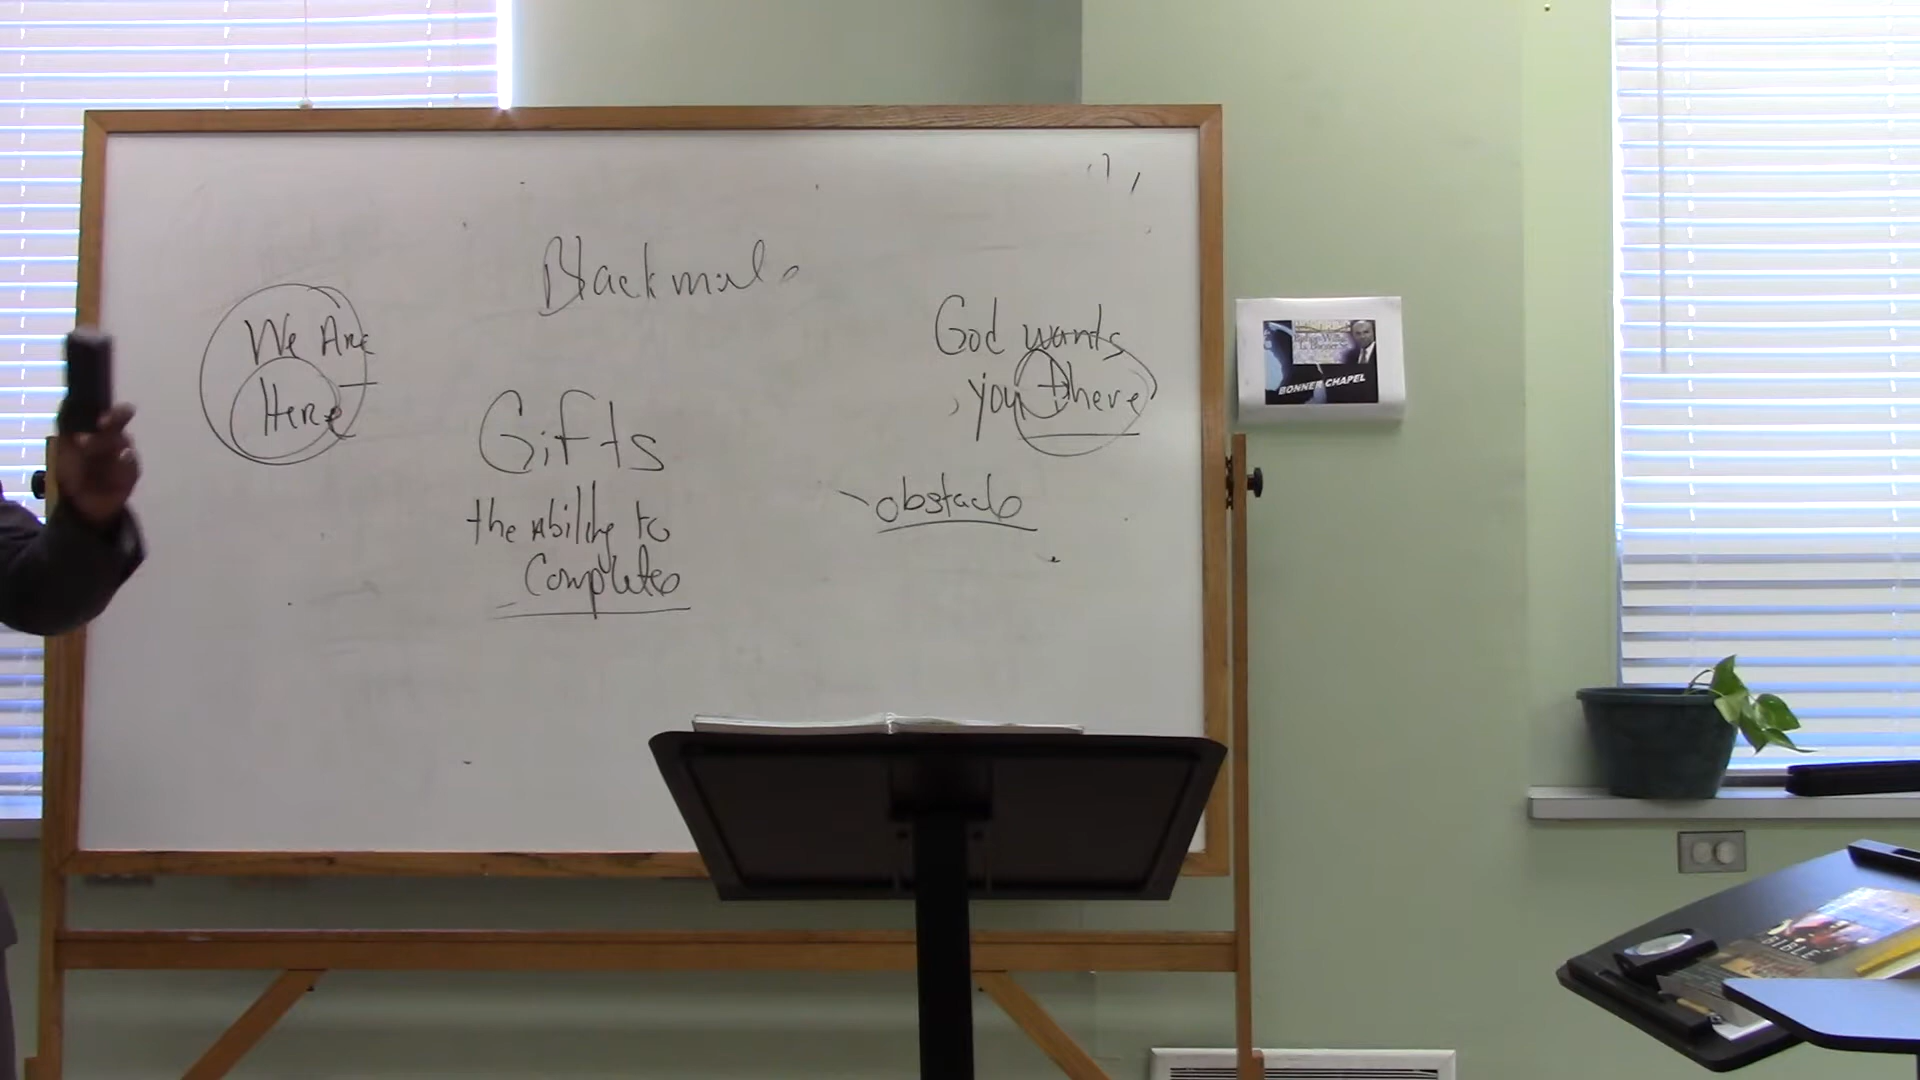 Blackmail
We Are
Here
God wants
you there
Gifts
the Ability to
Complete
obstacle
BONNER CHAPEL
BIBLE